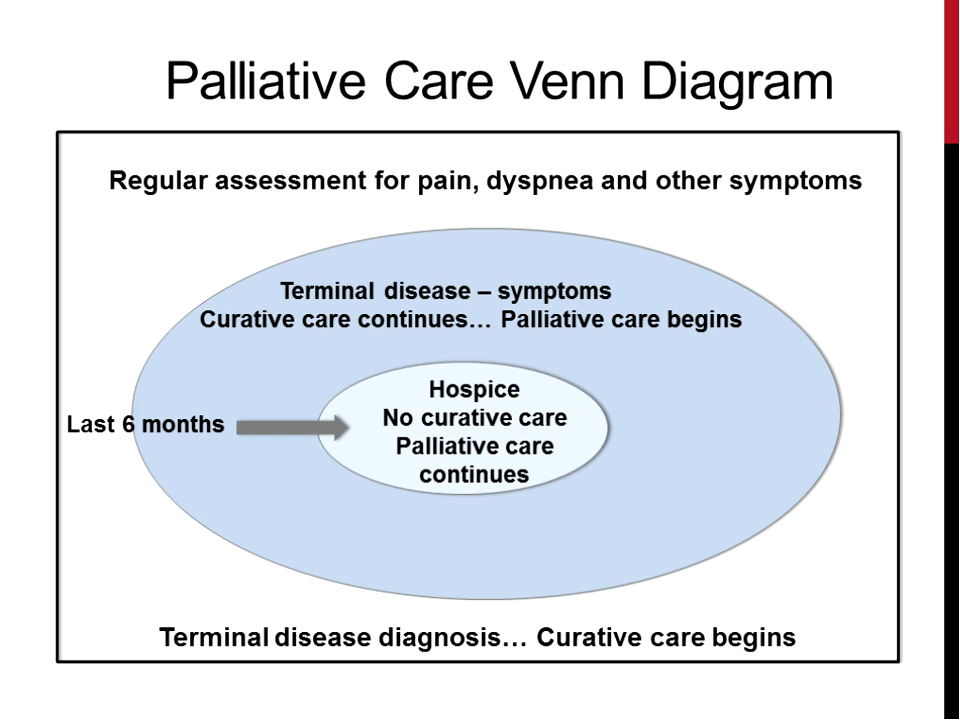 Palliative Care Venn Diagram
Regular assessment for pain, dyspnea and other symptoms
Terminal disease – symptoms
Curative care continues… Palliative care begins
Hospice
No curative care
Palliative care
continues
Last 6 months
Terminal disease diagnosis… Curative care begins